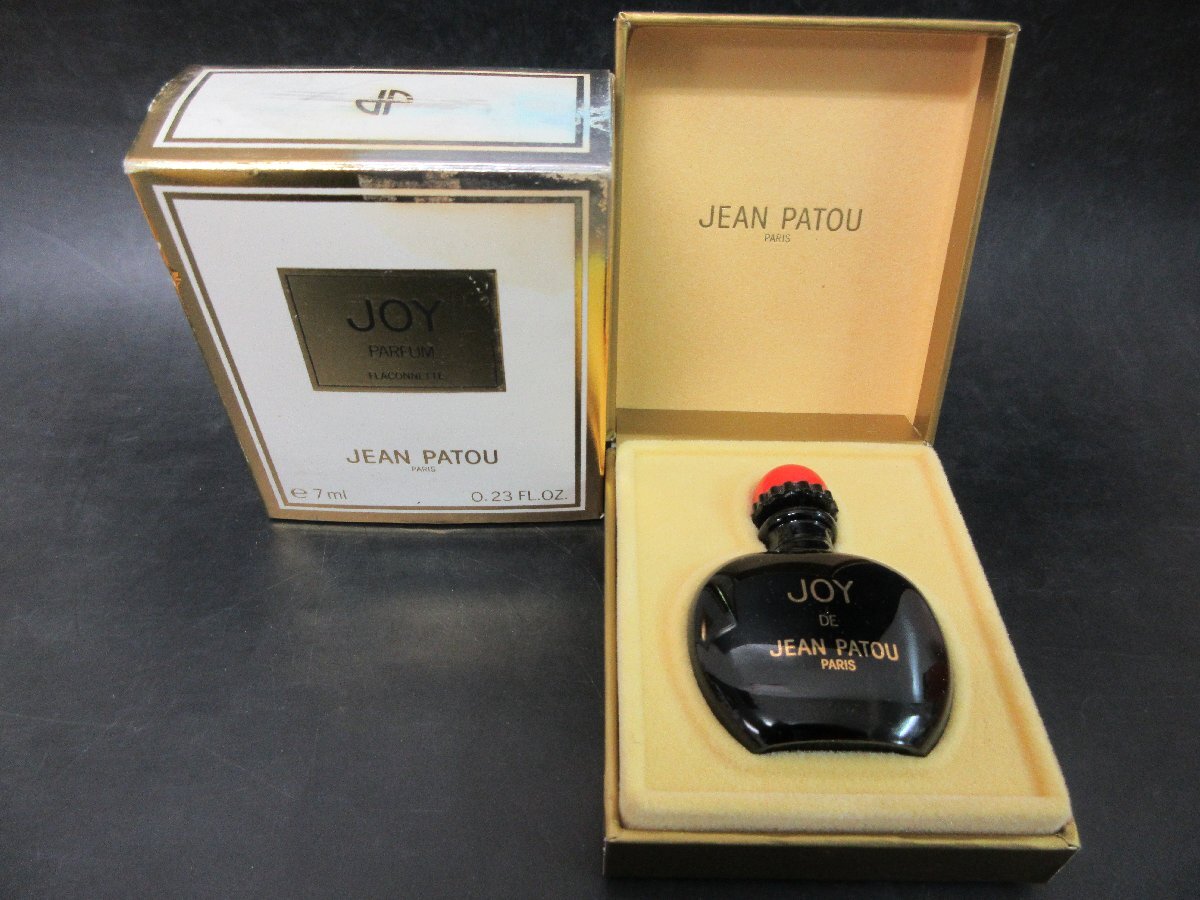 JP
JOY
PARFUM
FLACONNETTE
JEAN PATOU
PARIS
℮ 7 ml
0.23 FL.OZ.
JEAN PATOU
PARIS
JOY
DE
JEAN PATOU
PARIS